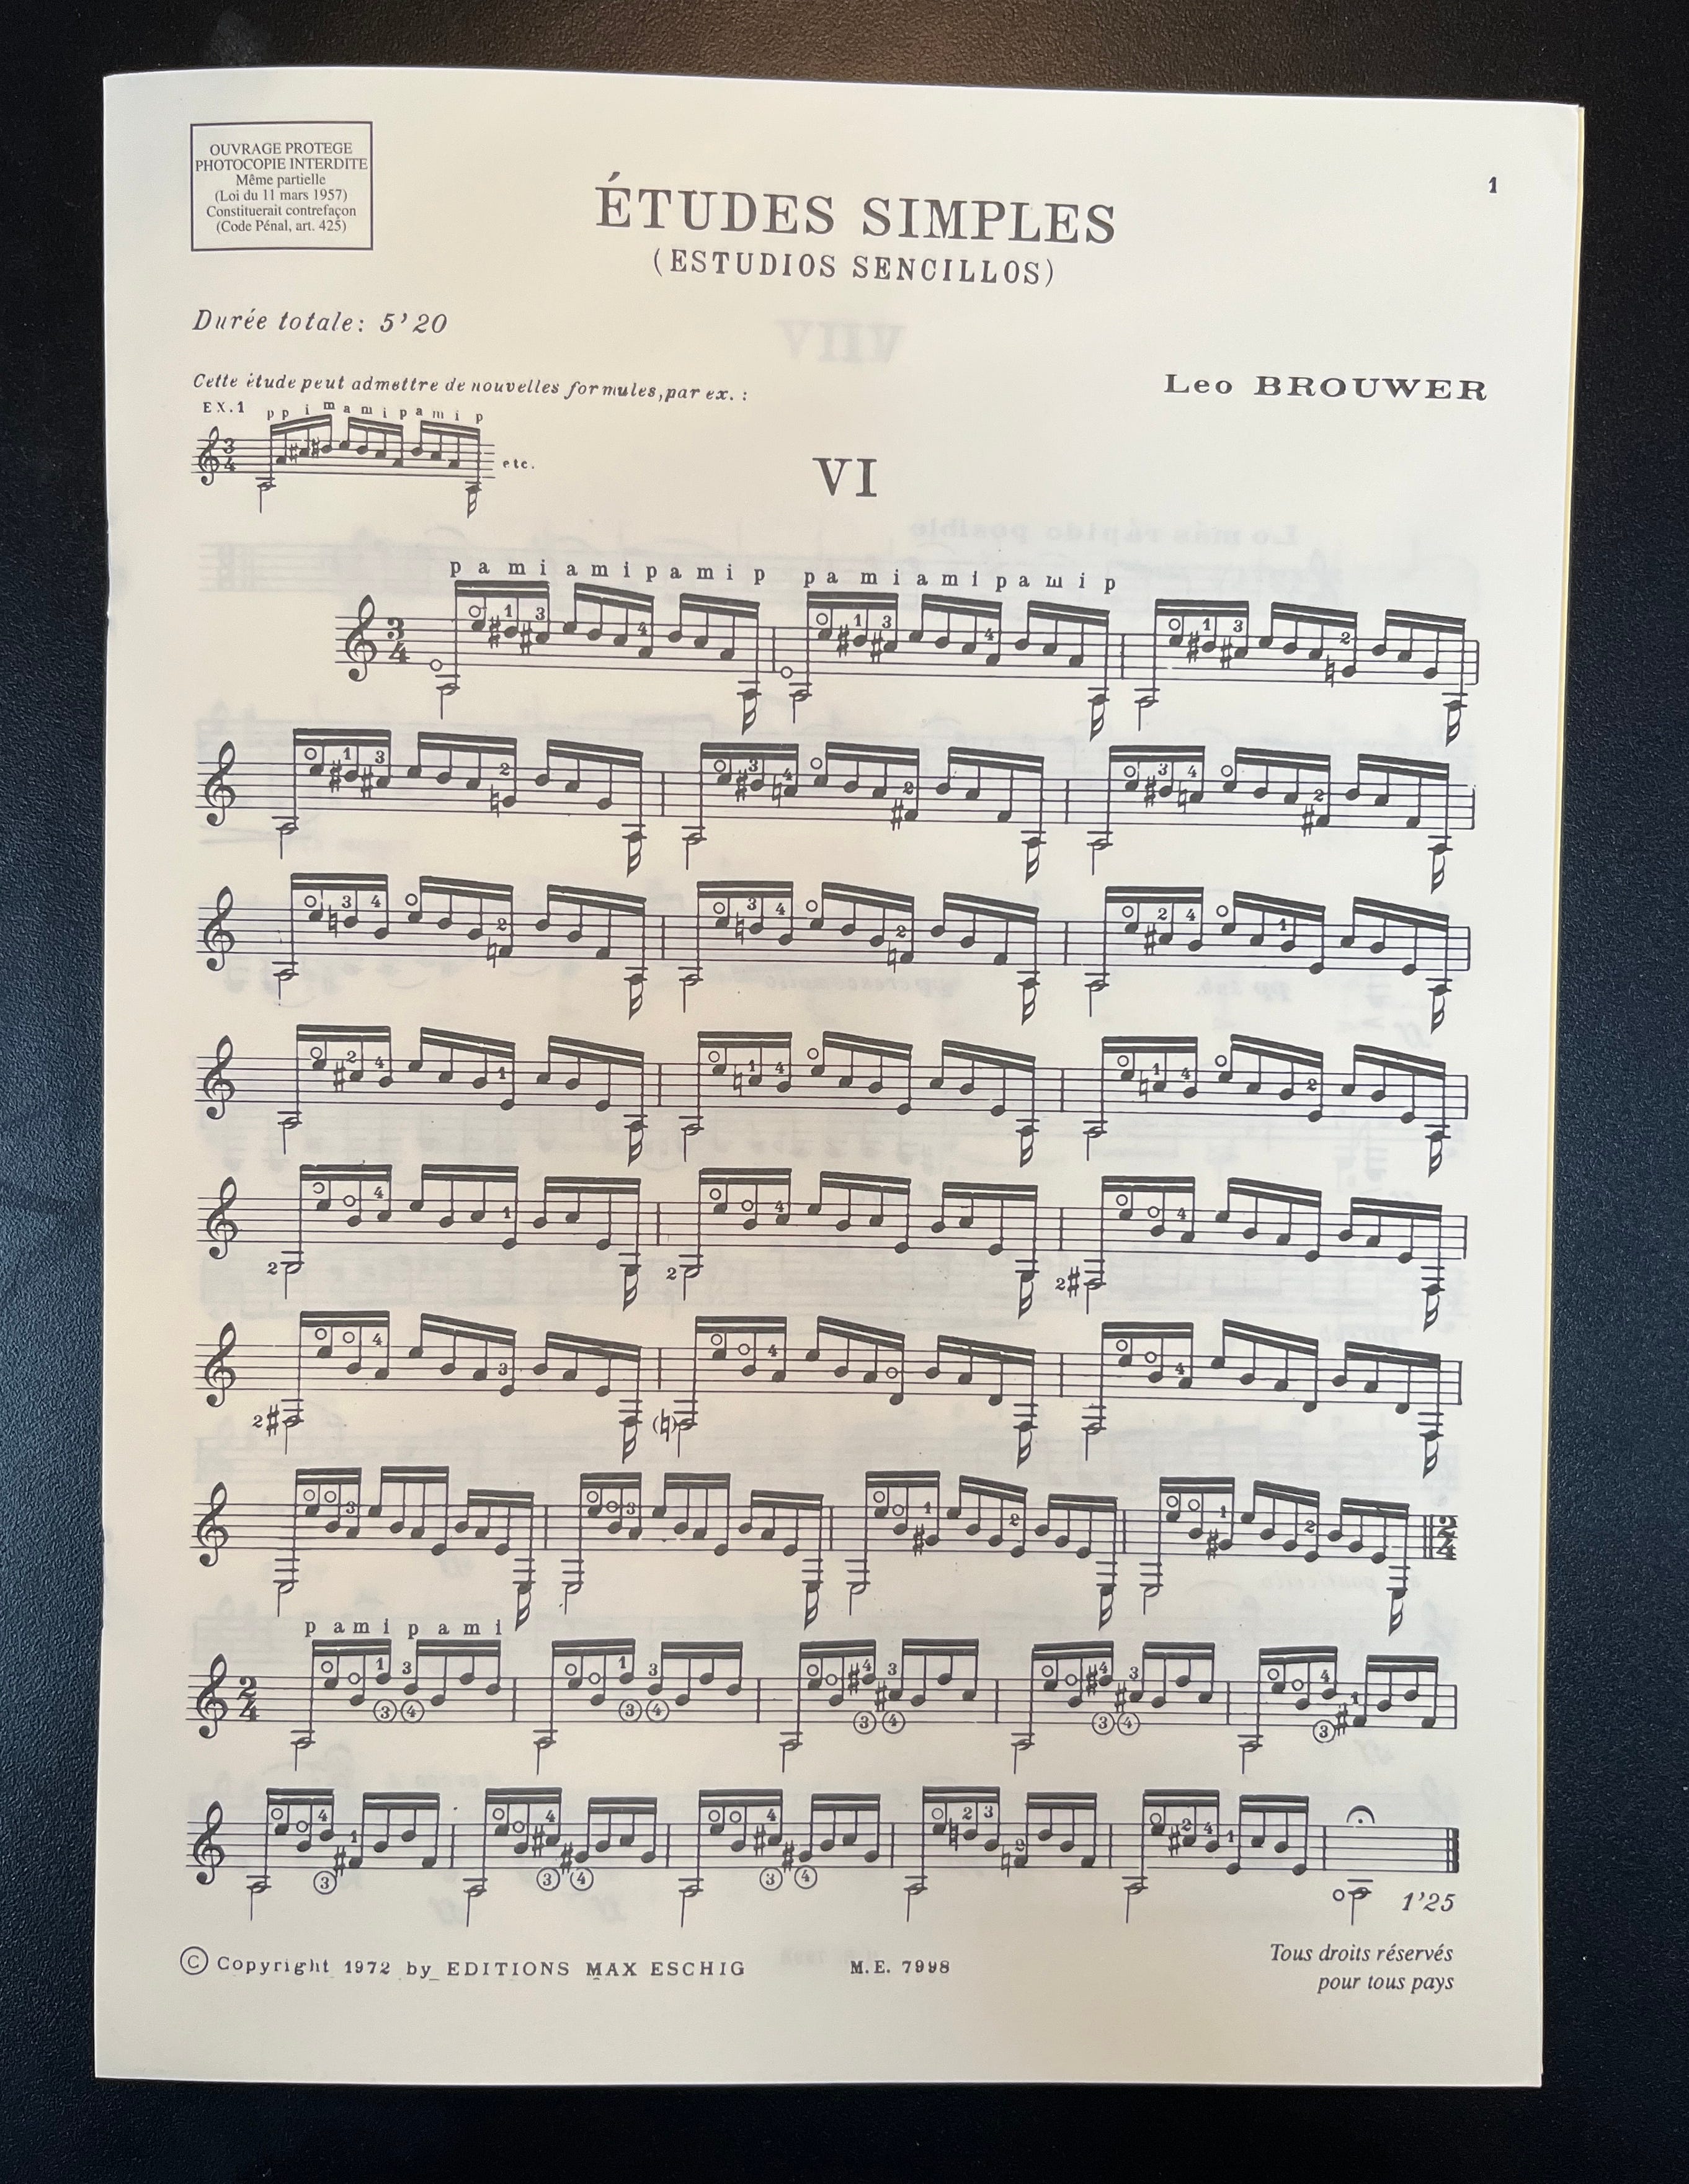 OUVRAGE PROTEGE
PHOTOCOPIE INTERDITE
Même partielle
(Loi du 11 mars 1957)
Constituerait contrefaçon
(Code Pénal, art. 425)
1
ÉTUDES SIMPLES
(ESTUDIOS SENCILLOS)
Durée totale: 5'20
Cette étude peut admettre de nouvelles formules, par ex. :
Leo BROUWER
EX.1 p p i m a m i p a m i p
etc.
VI
p a m i a m i p a m i p p a m i a m i p a m i p
p a m i p a m i
1'25
© Copyright 1972 by EDITIONS MAX ESCHIG
M.E. 7998
Tous droits réservés
pour tous pays